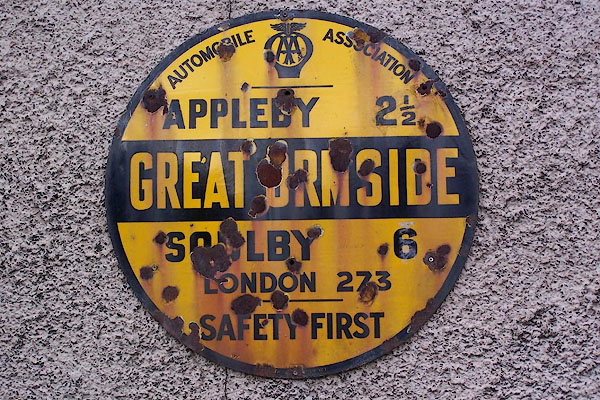 AUTOMOBILE ASSOCIATION
AA
APPLEBY 2½
GREAT ORMSIDE
SOULBY 6
LONDON 273
SAFETY FIRST